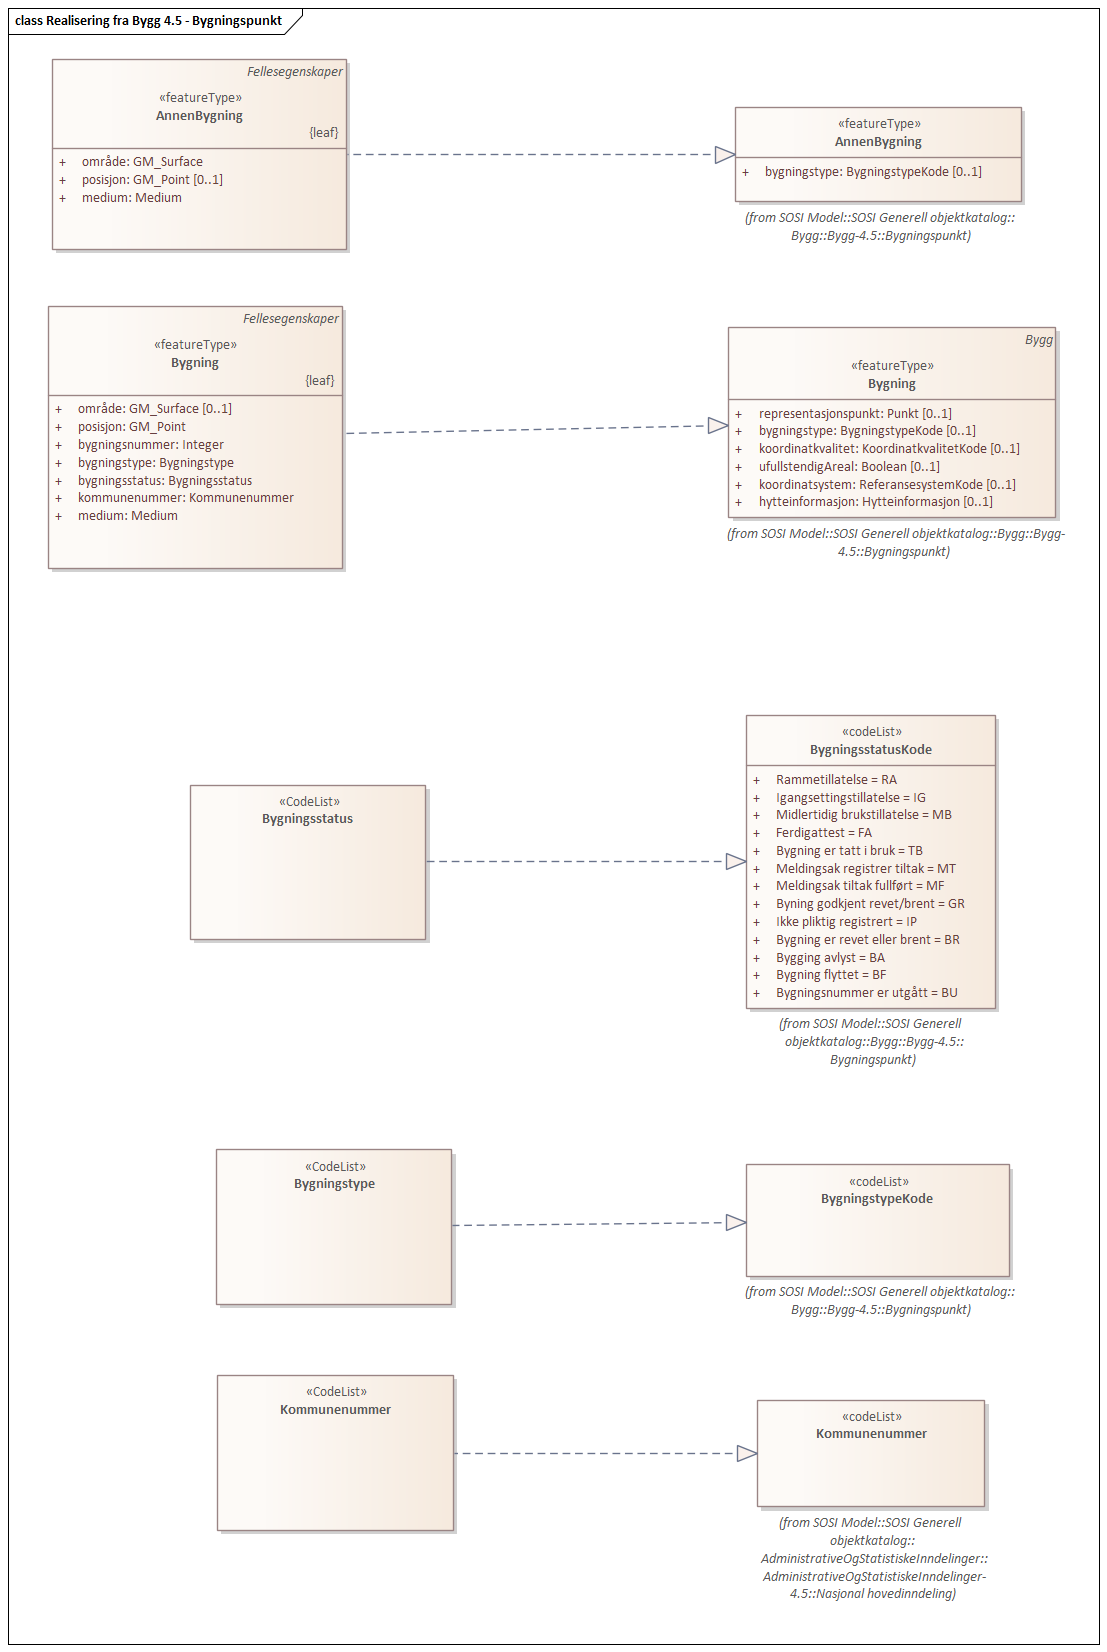 class Realisering fra Bygg 4.5 - Bygningspunkt
Fellesegenskaper
«featureType»
AnnenBygning
{leaf}
+ område: GM_Surface
+ posisjon: GM_Point [0..1]
+ medium: Medium
«featureType»
AnnenBygning
+ bygningstype: BygningstypeKode [0..1]
(from SOSI Model::SOSI Generell objektkatalog::
Bygg::Bygg-4.5::Bygningspunkt)
Fellesegenskaper
«featureType»
Bygning
{leaf}
+ område: GM_Surface [0..1]
+ posisjon: GM_Point
+ bygningsnummer: Integer
+ bygningstype: Bygningstype
+ bygningsstatus: Bygningsstatus
+ kommunenummer: Kommunenummer
+ medium: Medium
Bygg
«featureType»
Bygning
+ representasjonspunkt: Punkt [0..1]
+ bygningstype: BygningstypeKode [0..1]
+ koordinatkvalitet: KoordinatkvalitetKode [0..1]
+ ufullstendigAreal: Boolean [0..1]
+ koordinatsystem: ReferansesystemKode [0..1]
+ hytteinformasjon: Hytteinformasjon [0..1]
(from SOSI Model::SOSI Generell objektkatalog::Bygg::Bygg-
4.5::Bygningspunkt)
«CodeList»
Bygningsstatus
«codeList»
BygningsstatusKode
+ Rammetillatelse = RA
+ Igangsettingstillatelse = IG
+ Midlertidig brukstillatelse = MB
+ Ferdigattest = FA
+ Bygning er tatt i bruk = TB
+ Meldingsak registrer tiltak = MT
+ Meldingsak tiltak fullført = MF
+ Byning godkjent revet/brent = GR
+ Ikke pliktig registrert = IP
+ Bygning er revet eller brent = BR
+ Bygging avlyst = BA
+ Bygning flyttet = BF
+ Bygningsnummer er utgått = BU
(from SOSI Model::SOSI Generell
objektkatalog::Bygg::Bygg-4.5::
Bygningspunkt)
«CodeList»
Bygningstype
«codeList»
BygningstypeKode
(from SOSI Model::SOSI Generell objektkatalog::
Bygg::Bygg-4.5::Bygningspunkt)
«CodeList»
Kommunenummer
«codeList»
Kommunenummer
(from SOSI Model::SOSI Generell
objektkatalog::
AdministrativeOgStatistiskeInndelinger::
AdministrativeOgStatistiskeInndelinger-
4.5::Nasjonal hovedinndeling)